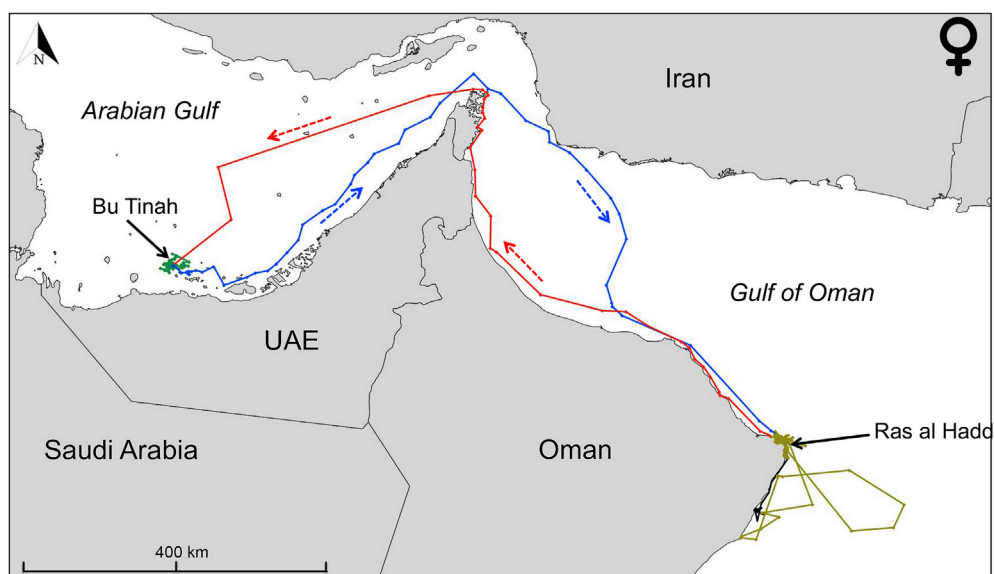 N
Iran
Arabian Gulf
Bu Tinah
Gulf of Oman
UAE
Ras al Hadd
Saudi Arabia
Oman
400 km